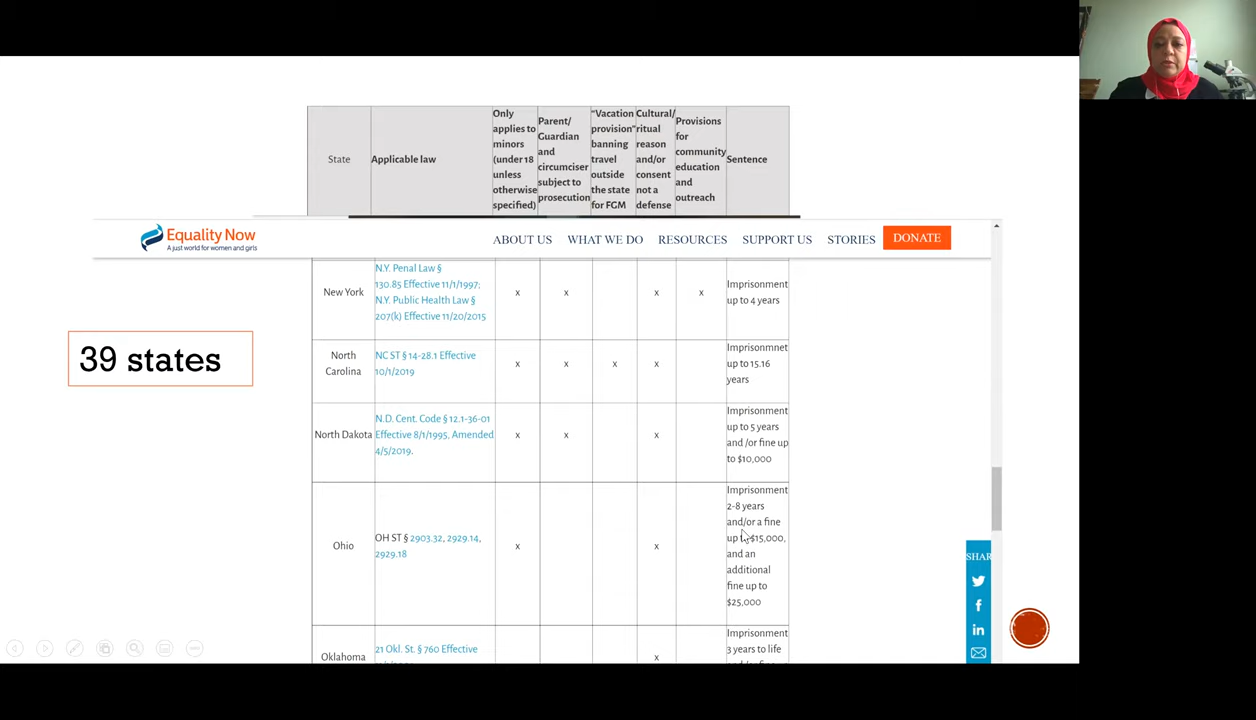 State
Applicable law
Only
applies to
minors
(under 18
unless
otherwise
specified)
Parent/
Guardian
and
circumciser
subject to
prosecution
"Vacation
provision"
banning
travel
outside
the state
for FGM
Cultural/
ritual
reason
and/or
consent
not a
defense
Provisions
for
community
education
and
outreach
Sentence
Equality Now
A just world for women and girls
ABOUT US
WHAT WE DO
RESOURCES
SUPPORT US
STORIES
DONATE
39 states
New York
N.Y. Penal Law §
130.85 Effective 11/1/1997;
N.Y. Public Health Law §
207(k) Effective 11/20/2015
x
x
x
x
Imprisonment
up to 4 years
North
Carolina
NC ST § 14-28.1 Effective
10/1/2019
x
x
x
x
Imprisonmnet
up to 15.16
years
North Dakota
N.D. Cent. Code § 12.1-36-01
Effective 8/1/1995, Amended
4/5/2019.
x
x
x
Imprisonment
up to 5 years
and /or fine up
to $10,000
Ohio
OH ST § 2903.32, 2929.14,
2929.18
x
x
Imprisonment
2-8 years
and/or a fine
up to $15,000,
and an
additional
fine up to
$25,000
Oklahoma
21 Okl. St. § 760 Effective
x
Imprisonment
3 years to life
SHAR